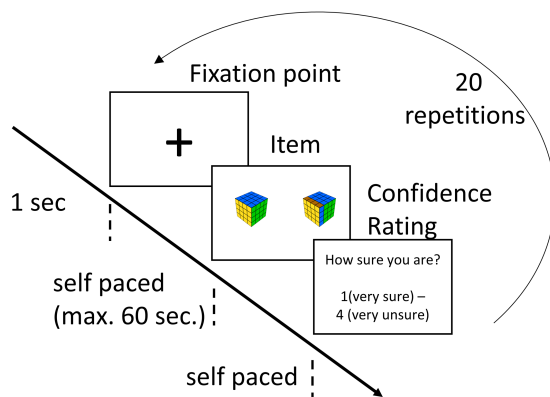 Fixation point
20
repetitions
+
Item
1 sec
Confidence
Rating
How sure you are?
1(very sure) –
4 (very unsure)
self paced
(max. 60 sec.)
self paced